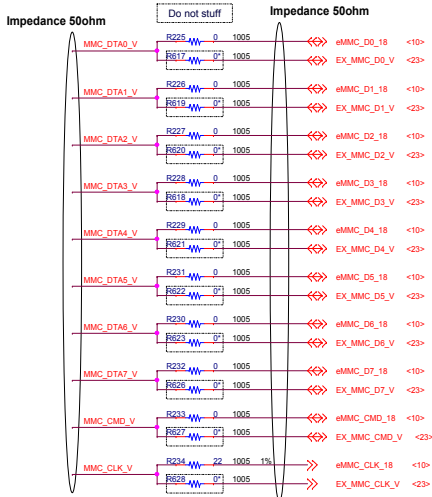 Do not stuff
Impedance 50ohm
Impedance 50ohm
MMC_DTA0_V R225 0 1005 eMMC_D0_18 <10>
R617 0* 1005 EX_MMC_D0_V <23>
MMC_DTA1_V R226 0 1005 eMMC_D1_18 <10>
R619 0* 1005 EX_MMC_D1_V <23>
MMC_DTA2_V R227 0 1005 eMMC_D2_18 <10>
R620 0* 1005 EX_MMC_D2_V <23>
MMC_DTA3_V R228 0 1005 eMMC_D3_18 <10>
R618 0* 1005 EX_MMC_D3_V <23>
MMC_DTA4_V R229 0 1005 eMMC_D4_18 <10>
R621 0* 1005 EX_MMC_D4_V <23>
MMC_DTA5_V R231 0 1005 eMMC_D5_18 <10>
R622 0* 1005 EX_MMC_D5_V <23>
MMC_DTA6_V R230 0 1005 eMMC_D6_18 <10>
R623 0* 1005 EX_MMC_D6_V <23>
MMC_DTA7_V R232 0 1005 eMMC_D7_18 <10>
R626 0* 1005 EX_MMC_D7_V <23>
MMC_CMD_V R233 0 1005 eMMC_CMD_18 <10>
R627 0* 1005 EX_MMC_CMD_V <23>
MMC_CLK_V R234 22 1005 1% eMMC_CLK_18 <10>
R628 0* 1005 EX_MMC_CLK_V <23>